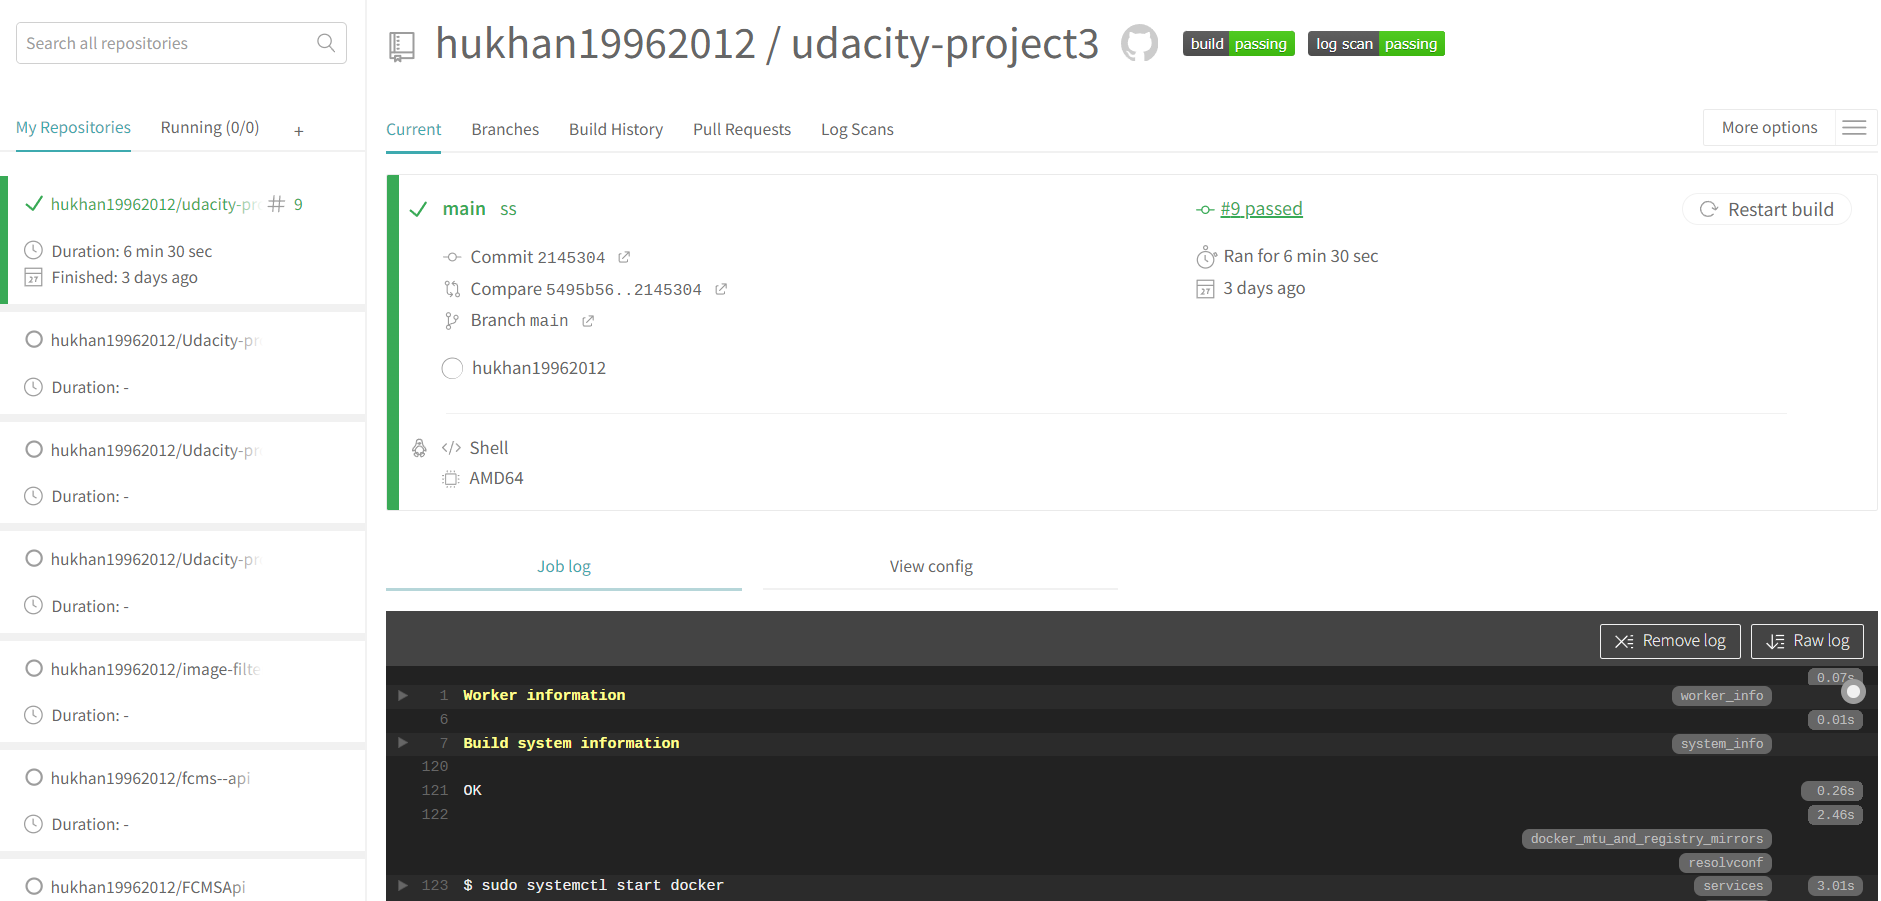 Search all repositories
My Repositories
Running (0/0)
+
hukhan19962012/udacity-pr
# 9
Duration: 6 min 30 sec
27
Finished: 3 days ago
hukhan19962012/Udacity-pr
Duration: -
hukhan19962012/Udacity-pr
Duration: -
hukhan19962012/Udacity-pr
Duration: -
hukhan19962012/image-filte
Duration: -
hukhan19962012/fcms--api
Duration: -
hukhan19962012/FCMSApi
hukhan19962012 / udacity-project3
build passing
log scan passing
Current
Branches
Build History
Pull Requests
Log Scans
More options
main ss
Commit 2145304
Compare 5495b56..2145304
Branch main
hukhan19962012
#9 passed
Ran for 6 min 30 sec
27
3 days ago
Restart build
</> Shell
AMD64
Job log
View config
Remove log
Raw log
0.07s
1 Worker information worker_info
6 0.01s
7 Build system information system_info
120
121 OK 0.26s
122 2.46s
docker_mtu_and_registry_mirrors
resolvconf
123 $ sudo systemctl start docker services 3.01s